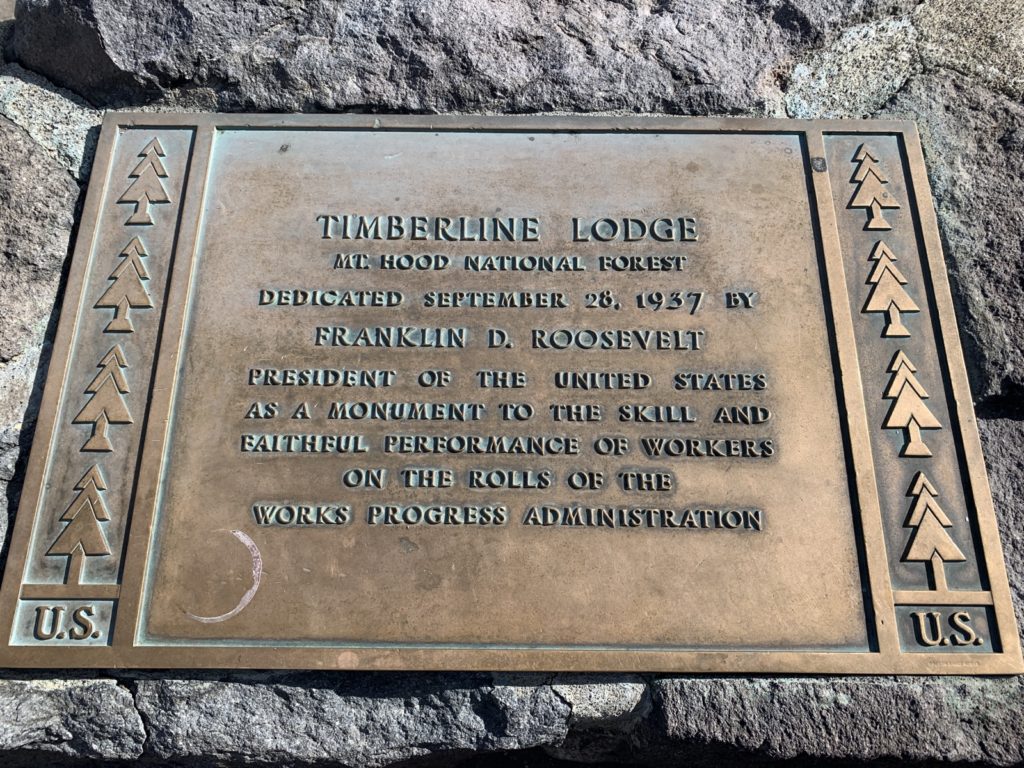 TIMBERLINE LODGE
MT. HOOD NATIONAL FOREST
DEDICATED SEPTEMBER 28, 1937 BY
FRANKLIN D. ROOSEVELT
PRESIDENT OF THE UNITED STATES
AS A MONUMENT TO THE SKILL AND
FAITHFUL PERFORMANCE OF WORKERS
ON THE ROLLS OF THE
WORKS PROGRESS ADMINISTRATION
U.S.
U.S.